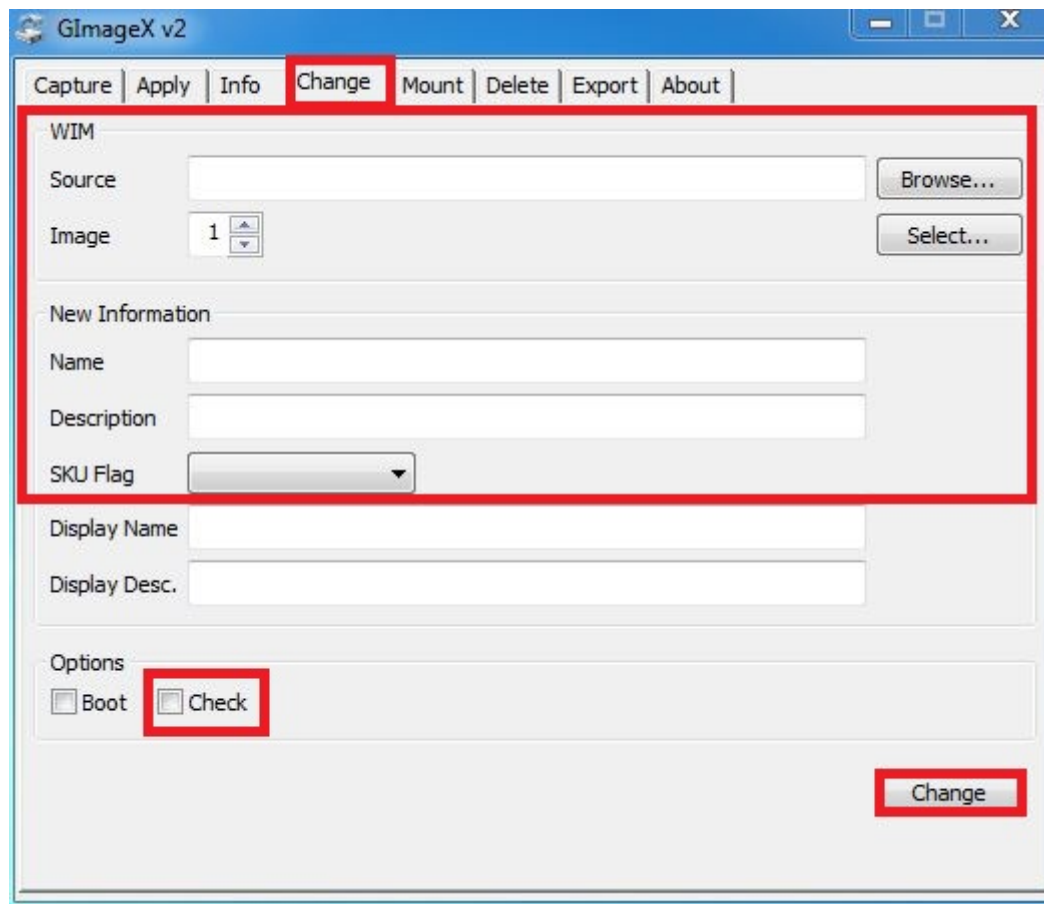 GImageX v2
Capture Apply Info Change Mount Delete Export About
WIM
Source Browse...
Image 1 Select...
New Information
Name
Description
SKU Flag
Display Name
Display Desc.
Options
Boot Check
Change